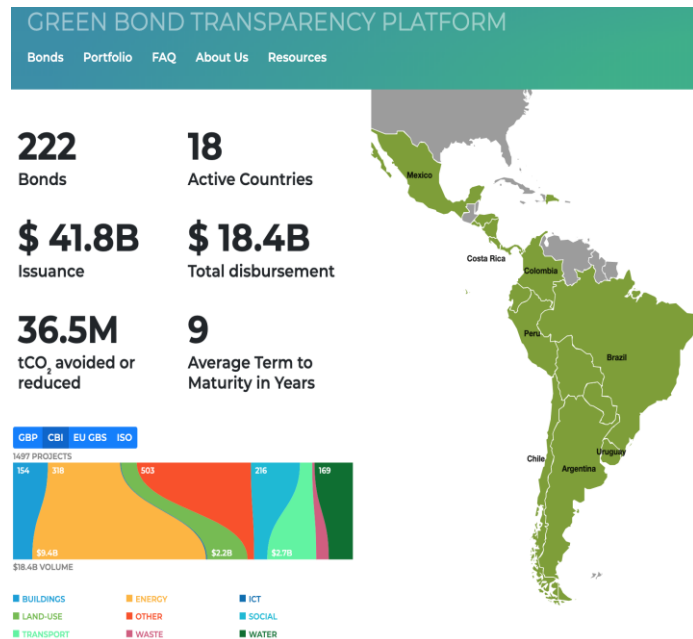 GREEN BOND TRANSPARENCY PLATFORM
Bonds Portfolio FAQ About Us Resources
222
Bonds
18
Active Countries
$ 41.8B
Issuance
$ 18.4B
Total disbursement
36.5M
tCO₂ avoided or
reduced
9
Average Term to
Maturity in Years
GBP CBI EU GBS ISO
1497 PROJECTS
154 318 503 216 169
$9.4B $2.2B $2.7B
$18.4B VOLUME
BUILDINGS ENERGY ICT
LAND-USE OTHER SOCIAL
TRANSPORT WASTE WATER
Mexico
Costa Rica
Colombia
Peru
Brazil
Chile
Uruguay
Argentina